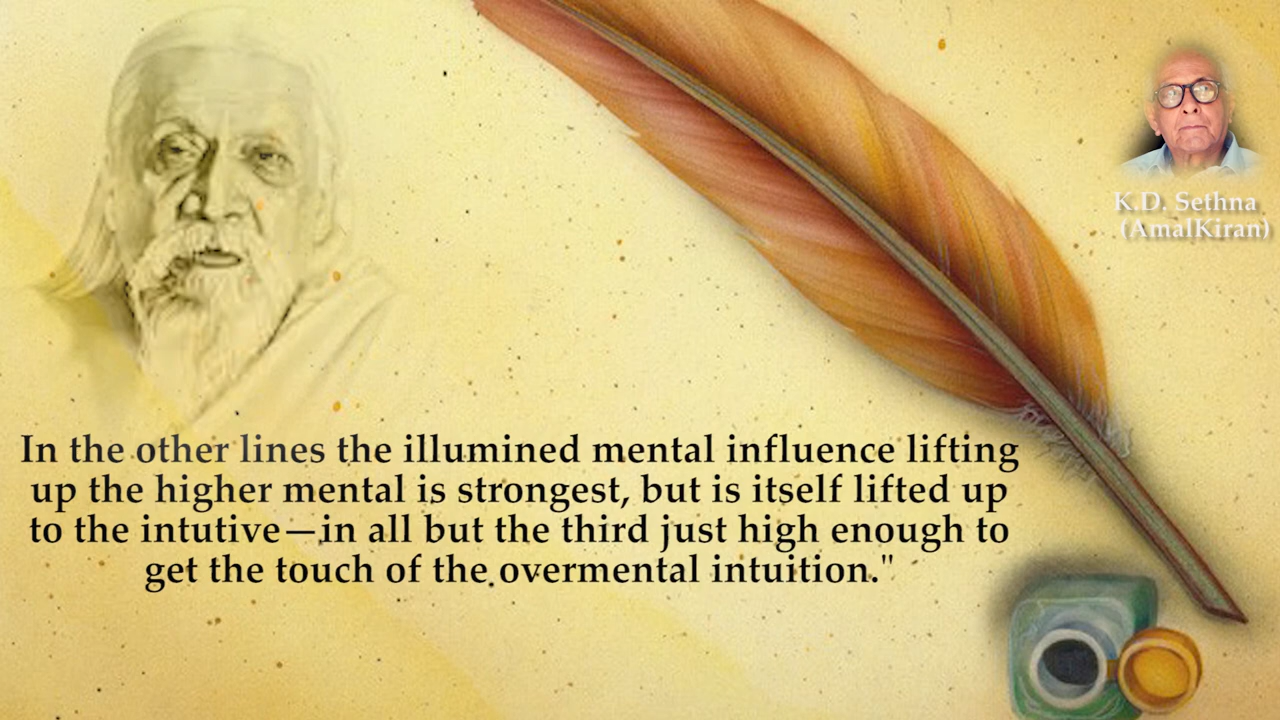 K.D. Sethna
(AmalKiran)
In the other lines the illumined mental influence lifting
up the higher mental is strongest, but is itself lifted up
to the intutive—in all but the third just high enough to
get the touch of the overmental intuition."